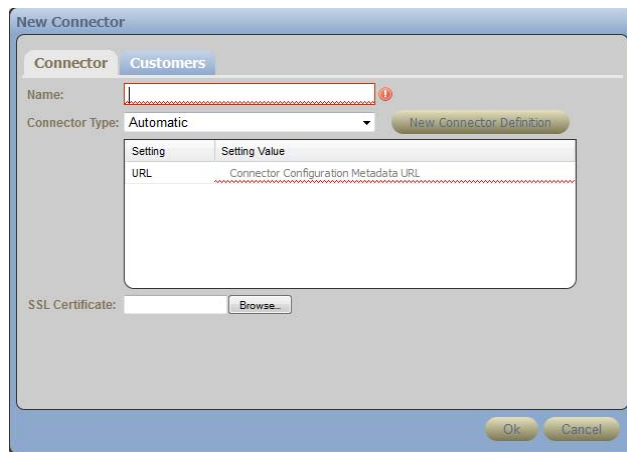 New Connector
Connector Customers
Name:
Connector Type: Automatic New Connector Definition
Setting Setting Value
URL Connector Configuration Metadata URL
SSL Certificate: Browse...
Ok Cancel